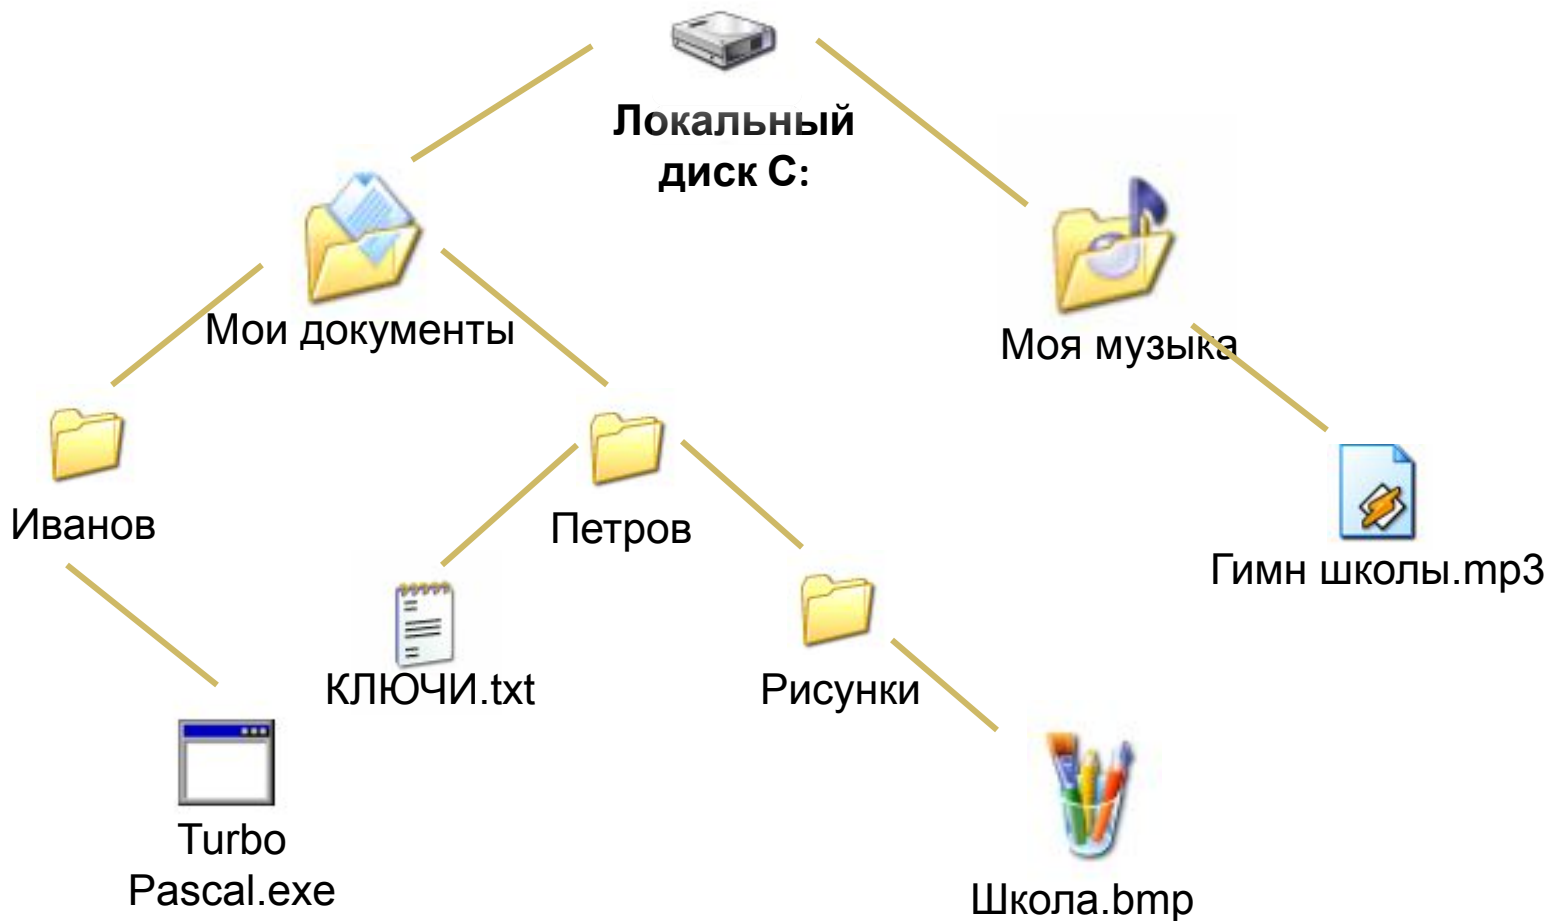 Локальный
диск C:
Мои документы
Моя музыка
Иванов
Петров
Гимн школы.mp3
КЛЮЧИ.txt
Рисунки
Turbo
Pascal.exe
Школа.bmp